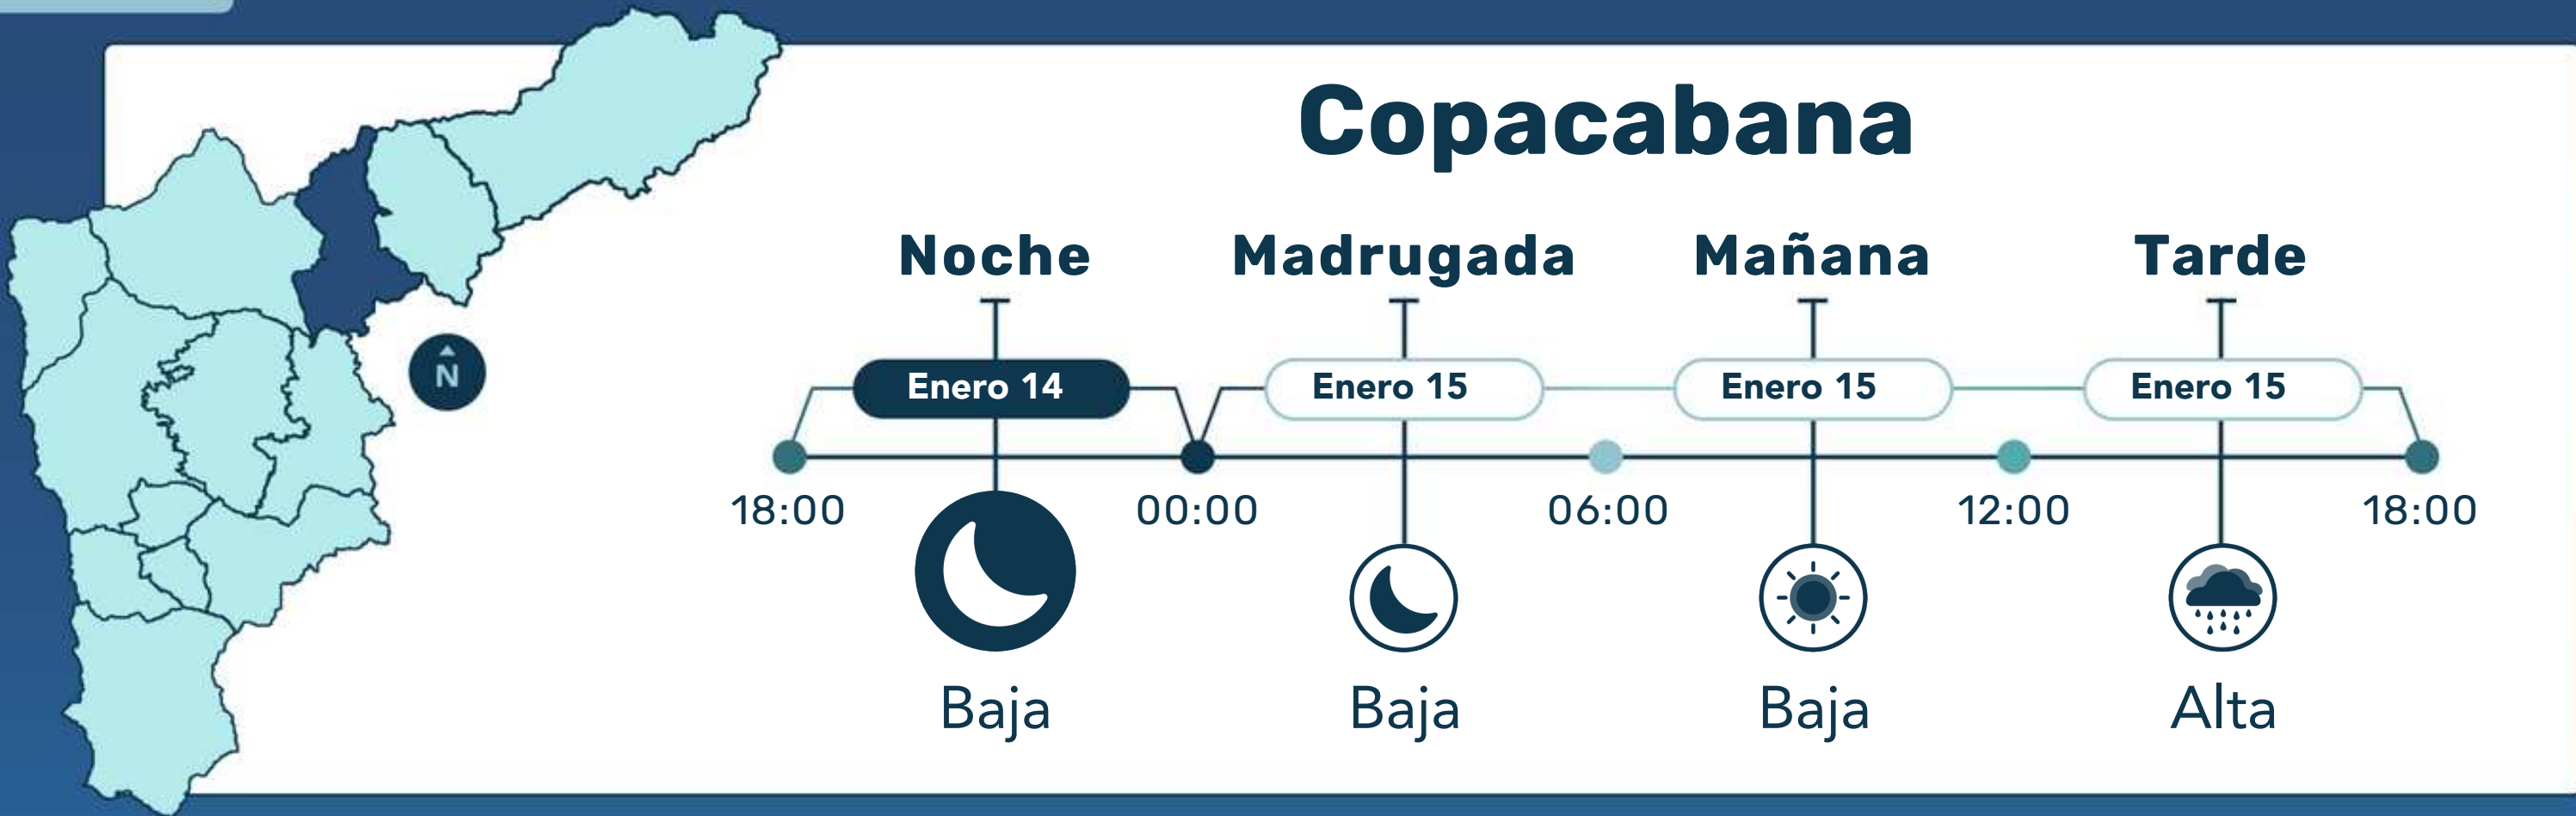 Copacabana
Noche Madrugada Mañana Tarde
Enero 14 Enero 15 Enero 15 Enero 15
N
18:00 00:00 06:00 12:00 18:00
Baja Baja Baja Alta